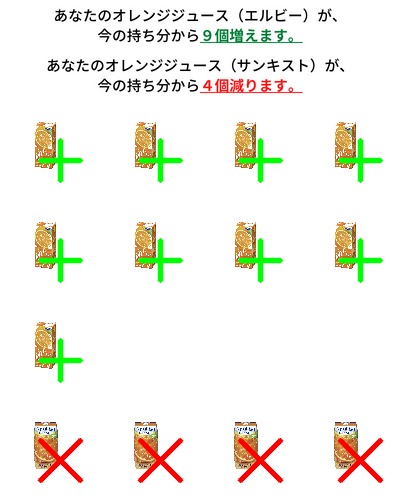 あなたのオレンジジュース（エルビー）が、
今の持ち分から９個増えます。
あなたのオレンジジュース（サンキスト）が、
今の持ち分から４個減ります。